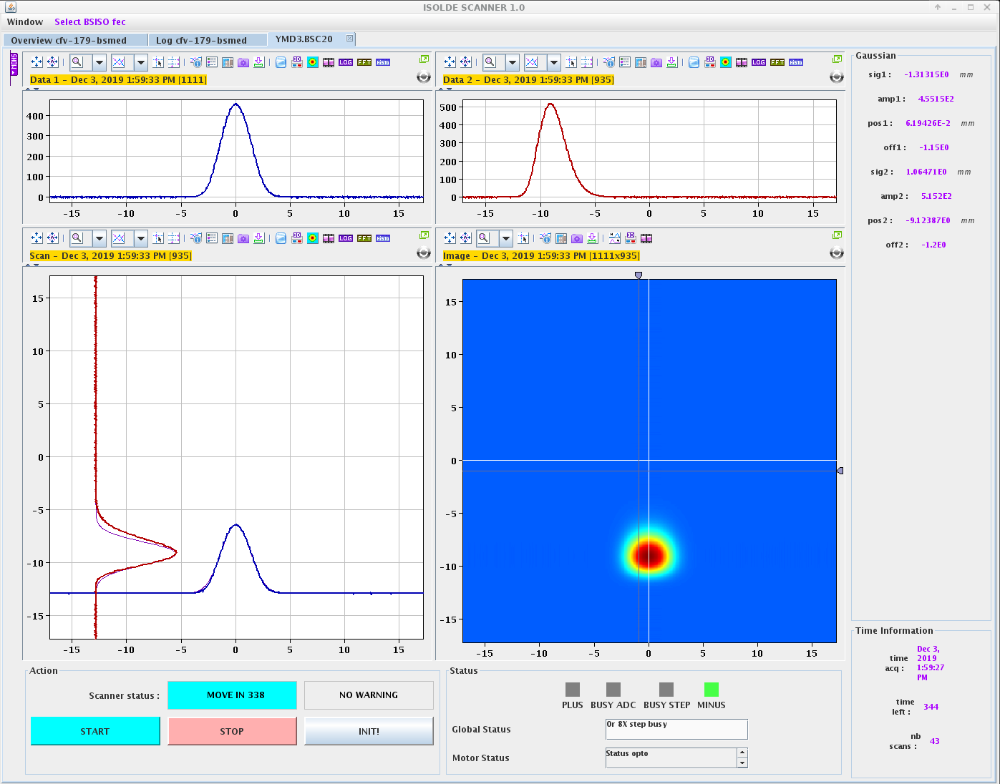 ISOLDE SCANNER 1.0
Window Select BSISO fec
Overview cfv-179-bsmed Log cfv-179-bsmed YMD3.BSC20
SHOWDS
LOG FFT HiSTo
Data 1 - Dec 3, 2019 1:59:33 PM [1111]
400
300
200
100
0
-15 -10 -5 0 5 10 15
3D LOG FFT HiSTo
Data 2 - Dec 3, 2019 1:59:33 PM [935]
500
400
300
200
100
0
-15 -10 -5 0 5 10 15
3D LOG FFT HiSTo
Scan - Dec 3, 2019 1:59:33 PM [935]
15
10
5
0
-5
-10
-15
-15 -10 -5 0 5 10 15
3D
Image - Dec 3, 2019 1:59:33 PM [1111x935]
15
10
5
0
-5
-10
-15
-15 -10 -5 0 5 10 15
Gaussian
sig1: -1.31315E0 mm
amp1: 4.5515E2
pos1: 6.19426E-2 mm
off1: -1.15E0
sig2: 1.06471E0 mm
amp2: 5.152E2
pos2: -9.12387E0 mm
off2: -1.2E0
Time Information
time acq : Dec 3, 2019 1:59:27 PM
time left : 344
nb scans : 43
Action
Scanner status : MOVE IN 338 NO WARNING
START STOP INIT!
Status
PLUS BUSY ADC BUSY STEP MINUS
Global Status Or 8X step busy
Motor Status Status opto